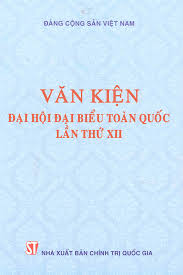 ĐẢNG CỘNG SẢN VIỆT NAM
VĂN KIỆN
ĐẠI HỘI ĐẠI BIỂU TOÀN QUỐC
LẦN THỨ XII
ST
NHÀ XUẤT BẢN CHÍNH TRỊ QUỐC GIA